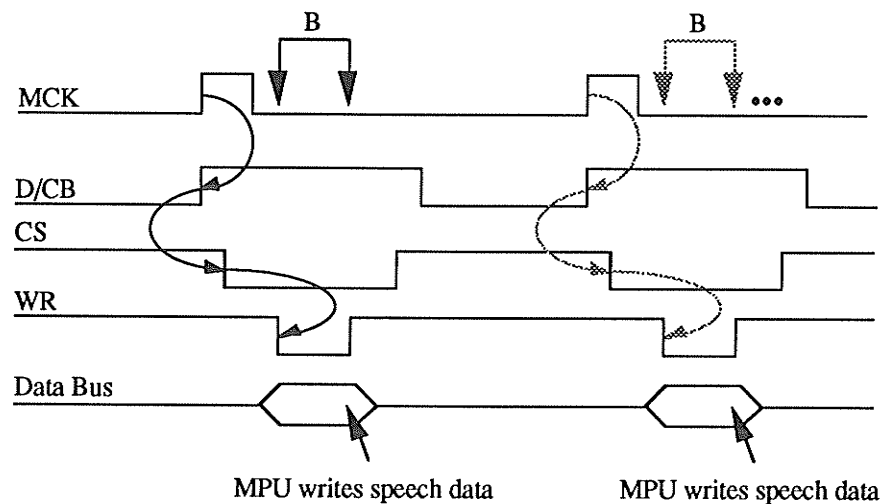 B B
MCK •••
D/CB
CS
WR
Data Bus
MPU writes speech data MPU writes speech data